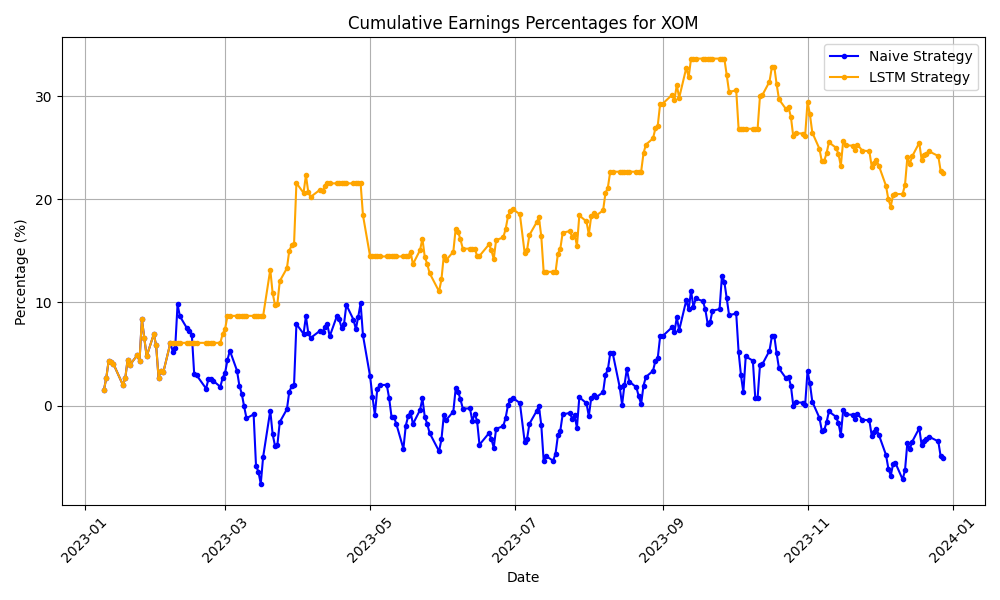 Cumulative Earnings Percentages for XOM
Naive Strategy
LSTM Strategy
Percentage (%)
30
20
10
0
2023-01
2023-03
2023-05
2023-07
2023-09
2023-11
2024-01
Date